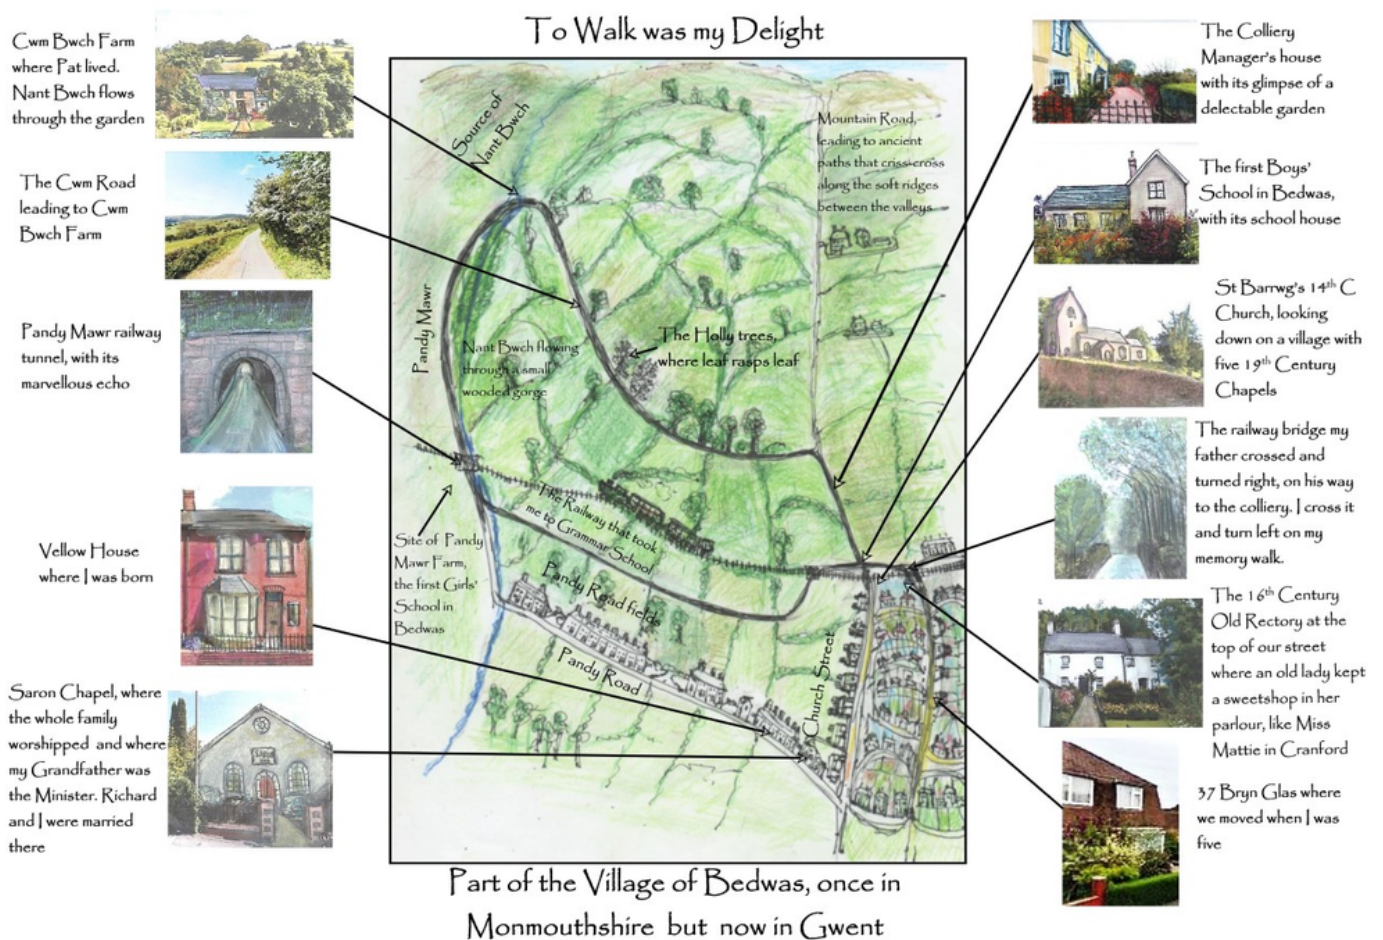 To Walk was my Delight
Cwm Bwch Farm
where Pat lived.
Nant Bwch flows
through the garden
The Cwm Road
leading to Cwm
Bwch Farm
Pandy Mawr railway
tunnel, with its
marvellous echo
Vellow House
where I was born
Saron Chapel, where
the whole family
worshipped and where
my Grandfather was
the Minister. Richard
and I were married
there
Source of
Nant Bwch
Mountain Road,
leading to ancient
paths that criss-cross
along the soft ridges
between the valleys
Pandy Mawr
Nant Bwch flowing
through a small
wooded gorge
The Holly trees,
where leaf rasps leaf
The Railway that took
me to Grammar School
Site of Pandy
Mawr Farm,
the first Girls'
School in
Bedwas
Pandy Road fields
Pandy Road
Church Street
The Colliery
Manager's house
with its glimpse of a
delectable garden
The first Boys'
School in Bedwas,
with its school house
St Barrwg's 14th C
Church, looking
down on a village with
five 19th Century
Chapels
The railway bridge my
father crossed and
turned right, on his way
to the colliery. I cross it
and turn left on my
memory walk.
The 16th Century
Old Rectory at the
top of our street
where an old lady kept
a sweetshop in her
parlour, like Miss
Mattie in Cranford
37 Bryn Glas where
we moved when I was
five
Part of the Village of Bedwas, once in
Monmouthshire but now in Gwent